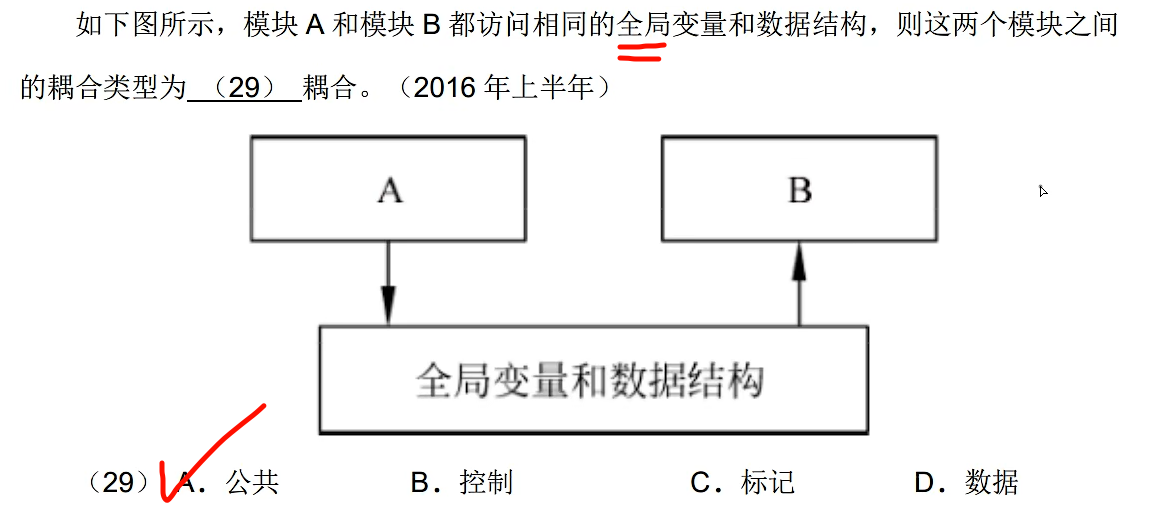 如下图所示，模块 A 和模块 B 都访问相同的全局变量和数据结构，则这两个模块之间
的耦合类型为 （29） 耦合。（2016 年上半年）
A
B
全局变量和数据结构
（29） A．公共 B．控制 C．标记 D．数据